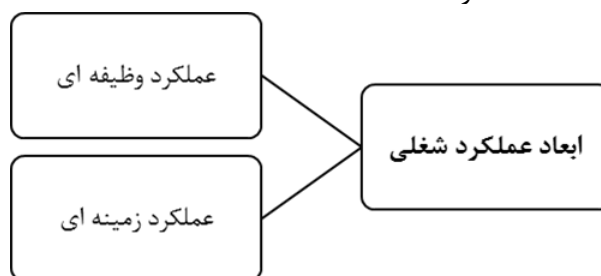 ابعاد عملکرد شغلی
عملکرد وظیفه ای
عملکرد زمینه ای